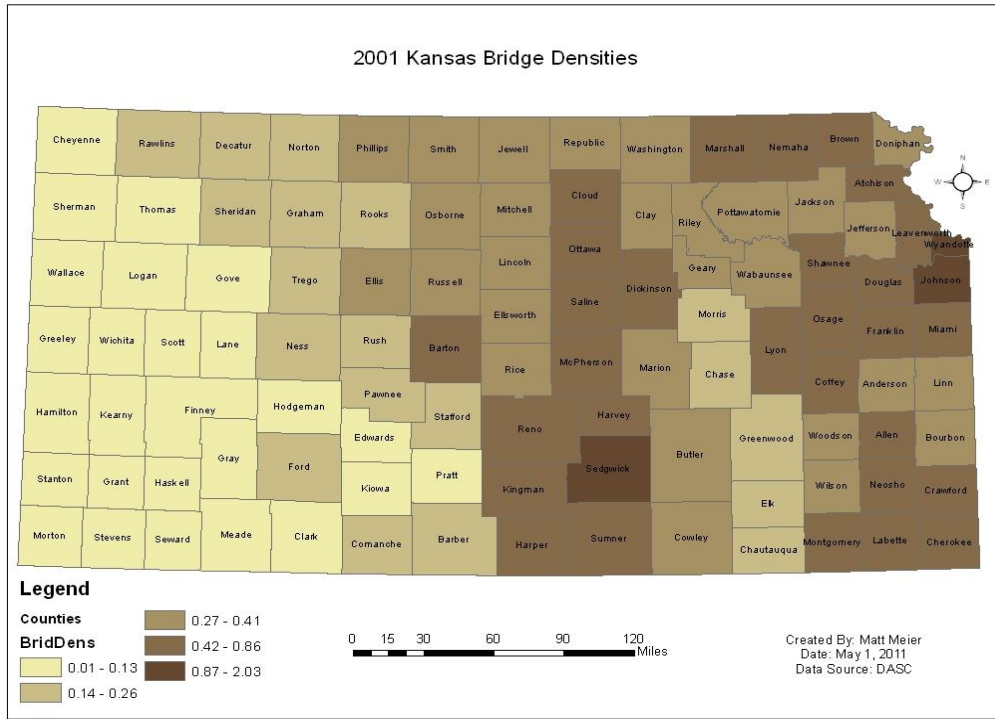 2001 Kansas Bridge Densities
Cheyenne Rawlins Decatur Norton Phillips Smith Jewell Republic Washington Marshall Nemaha Brown Doniphan
Atchison
Sherman Thomas Sheridan Graham Rooks Osborne Mitchell Cloud Clay Riley Pottawatomie Jackson Jefferson Leavenworth
Wyandotte
Wallace Logan Gove Trego Ellis Russell Lincoln Ottawa Dickinson Geary Wabaunsee Shawnee Douglas Johnson
Saline
Morris
Greeley Wichita Scott Lane Ness Rush Barton Ellsworth Osage Franklin Miami
Rice McPherson Marion Chase Lyon Coffey Anderson Linn
Hamilton Kearny Finney Hodgeman Pawnee Stafford Reno Harvey
Edwards Butler Greenwood Woodson Allen Bourbon
Stanton Grant Haskell Gray Ford Kiowa Pratt Kingman Sedgwick Elk Wilson Neosho Crawford
Morton Stevens Seward Meade Clark Comanche Barber Harper Sumner Cowley Chautauqua Montgomery Labette Cherokee
N
W E
S
Legend
Counties
BridDens
0.01 - 0.13
0.14 - 0.26
0.27 - 0.41
0.42 - 0.86
0.87 - 2.03
0 15 30 60 90 120
Miles
Created By: Matt Meier
Date: May 1, 2011
Data Source: DASC